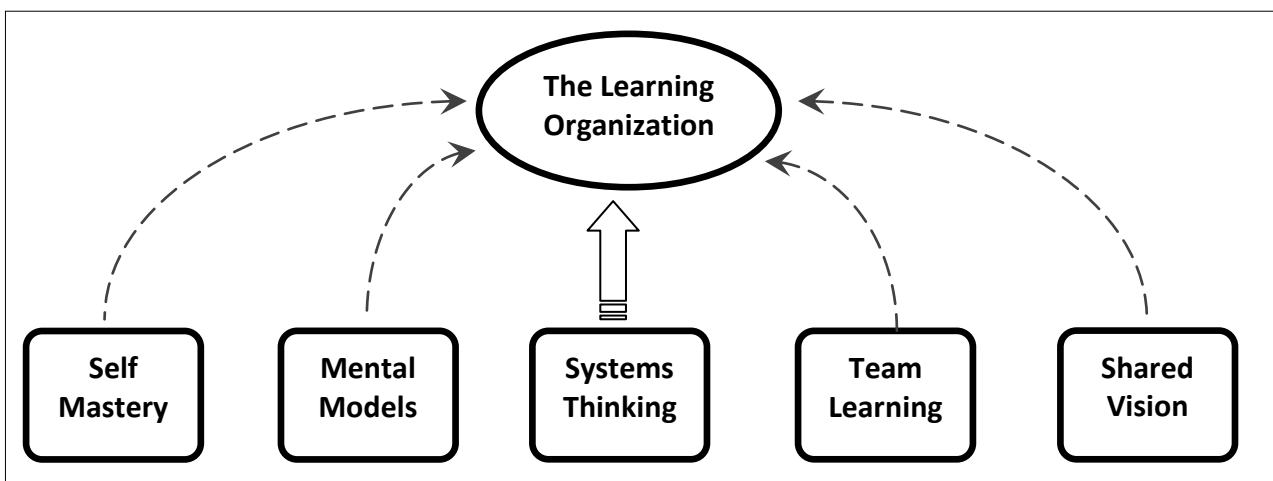 The Learning
Organization
Self
Mastery
Mental
Models
Systems
Thinking
Team
Learning
Shared
Vision